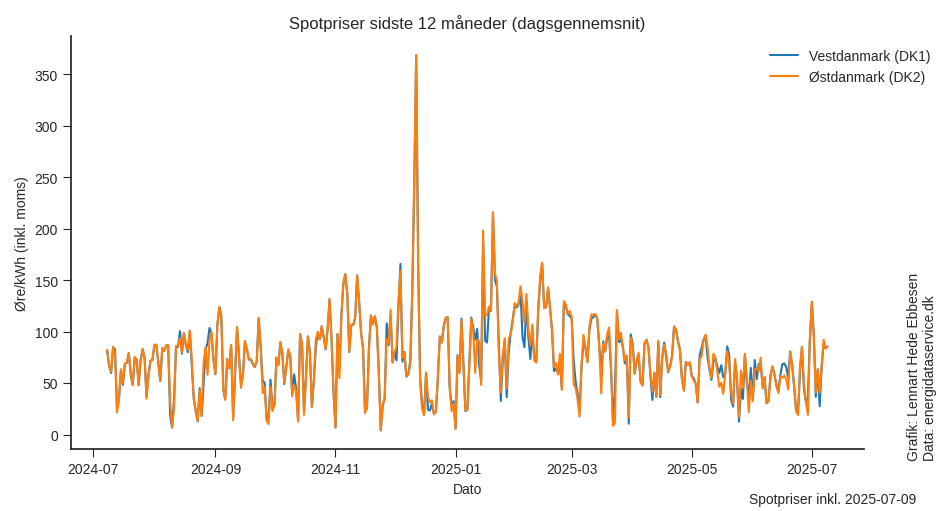 Spotpriser sidste 12 måneder (dagsgennemsnit)
Vestdanmark (DK1)
Østdanmark (DK2)
Øre/kWh (inkl. moms)
350
300
250
200
150
100
50
0
2024-07
2024-09
2024-11
2025-01
2025-03
2025-05
2025-07
Dato
Grafik: Lennart Hede Ebbesen
Data: energidataservice.dk
Spotpriser inkl. 2025-07-09